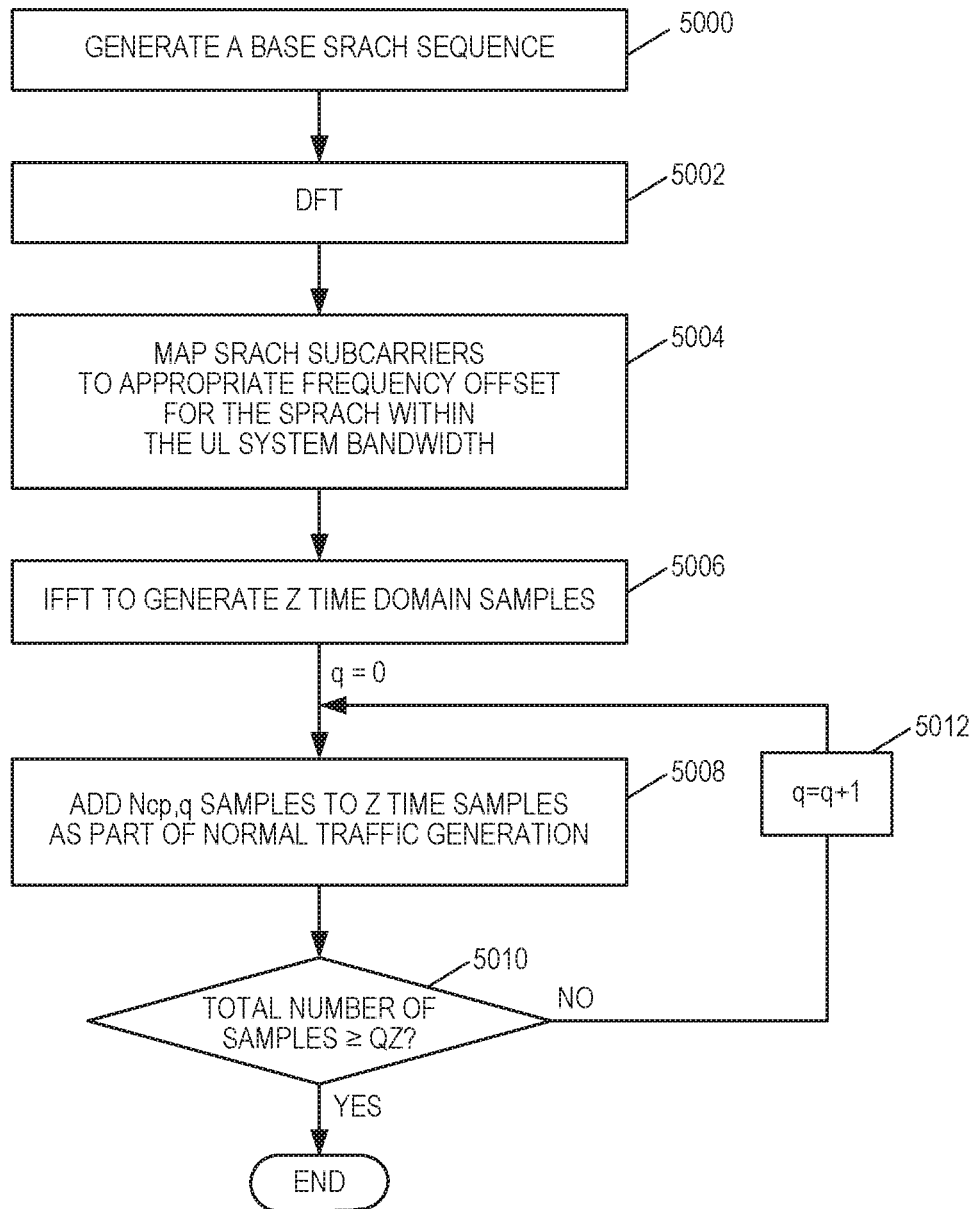 GENERATE A BASE SRACH SEQUENCE
5000
DFT
5002
MAP SRACH SUBCARRIERS
TO APPROPRIATE FREQUENCY OFFSET
FOR THE SPRACH WITHIN
THE UL SYSTEM BANDWIDTH
5004
IFFT TO GENERATE Z TIME DOMAIN SAMPLES
5006
q = 0
ADD Ncp,q SAMPLES TO Z TIME SAMPLES
AS PART OF NORMAL TRAFFIC GENERATION
5008
q=q+1
5012
TOTAL NUMBER OF
SAMPLES ≥ QZ?
5010
NO
YES
END